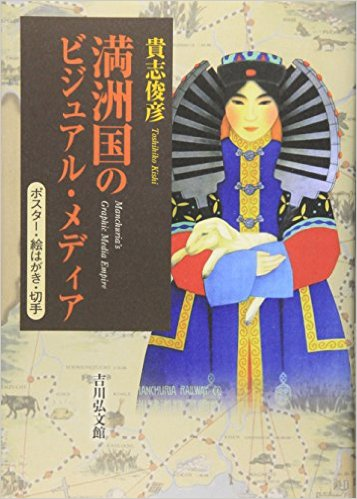 貴志俊彦
Toshihiko Kishi
満洲国の
ビジュアル・メディア
Manchuria's
Graphic Media Empire
ポスター・絵はがき・切手
吉川弘文館
MANCHURIA RAILWAY CO